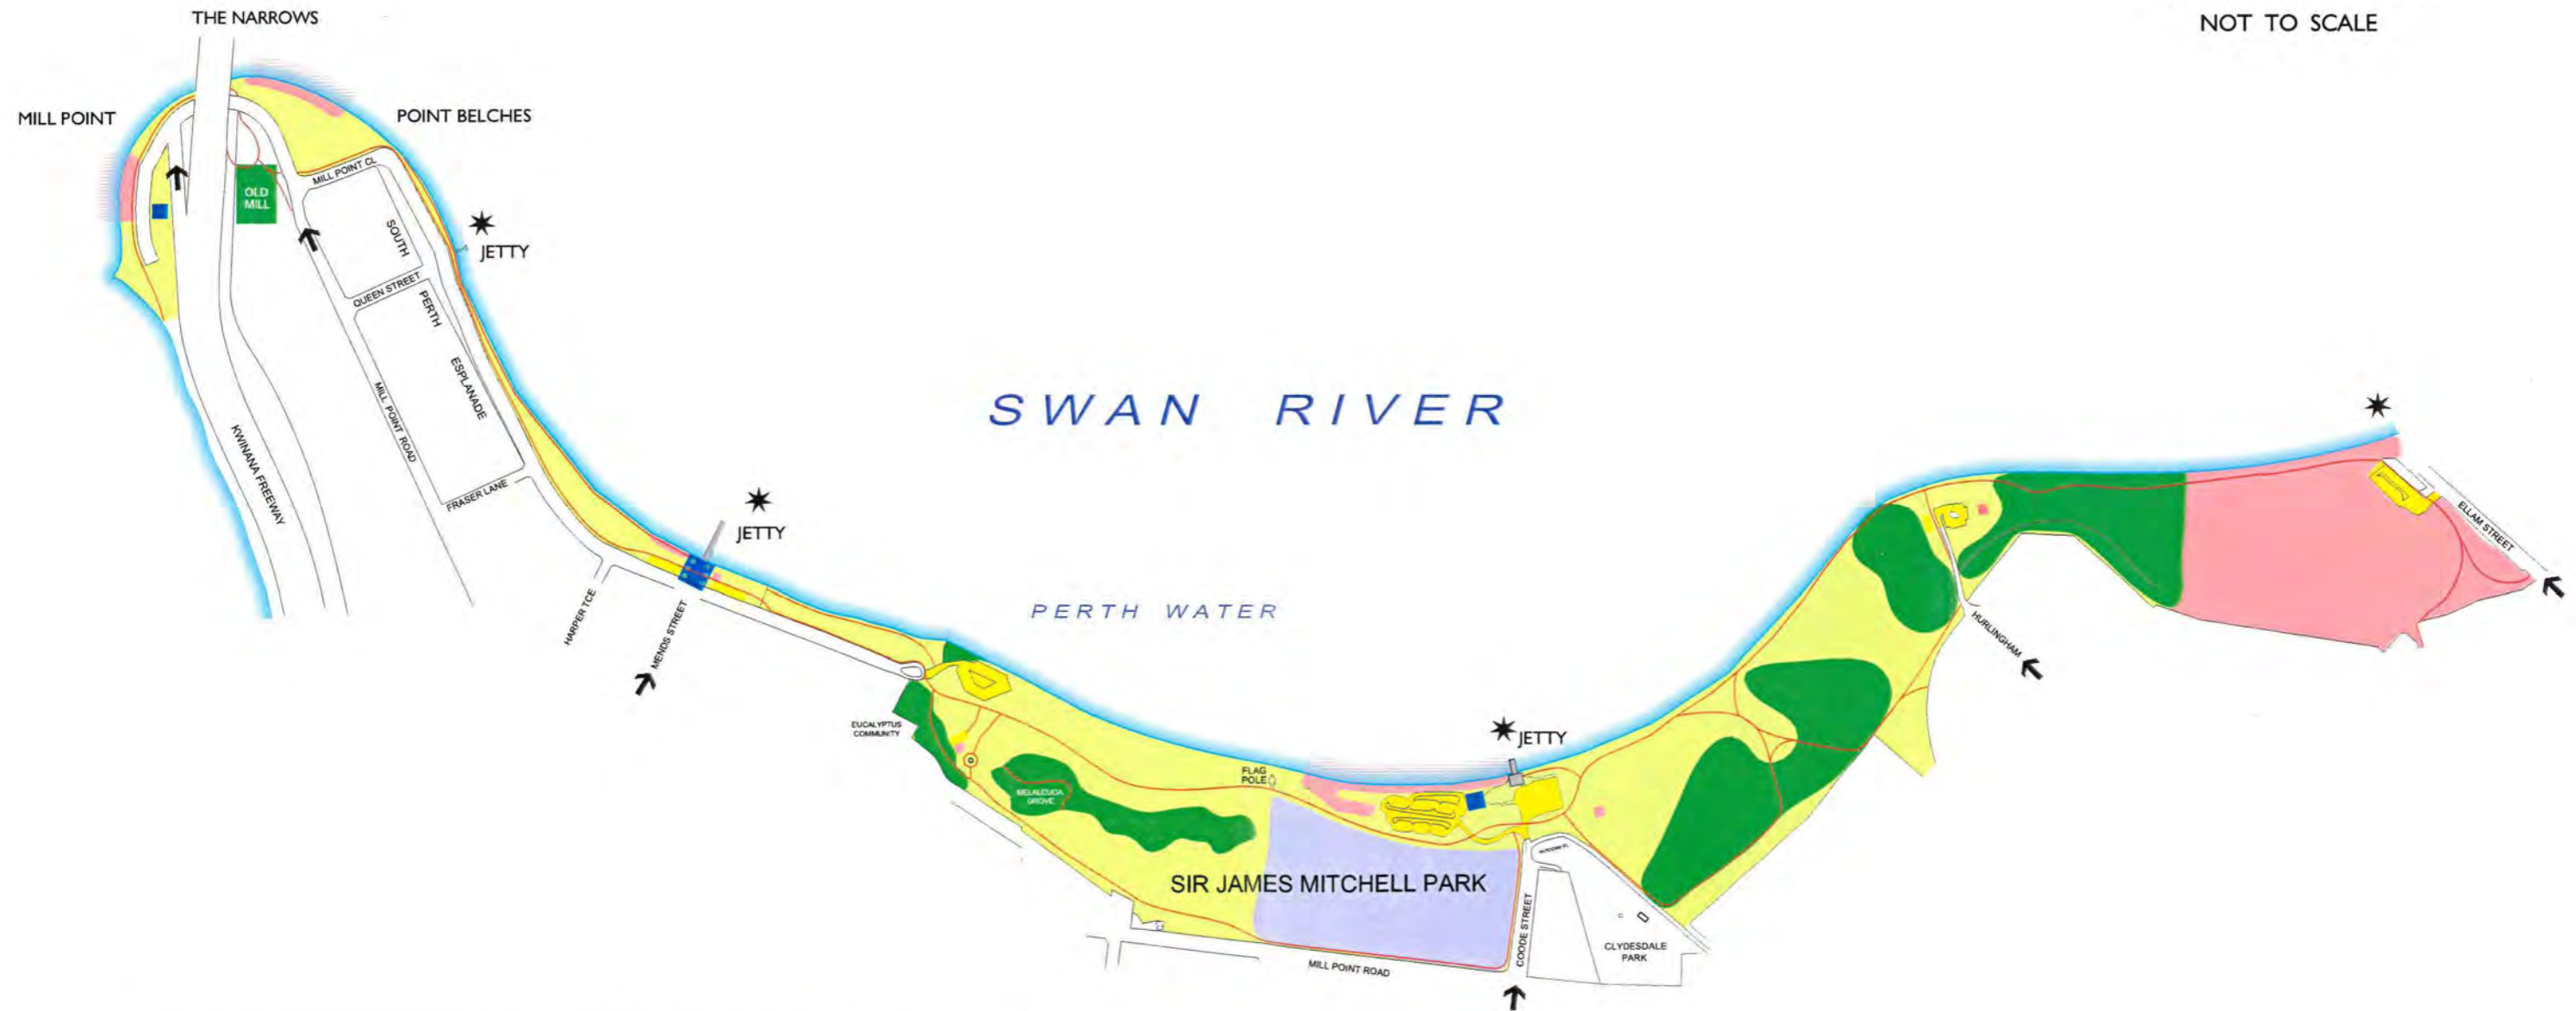 THE NARROWS
NOT TO SCALE
MILL POINT
POINT BELCHES
MILL POINT CL
OLD
MILL
SOUTH
JETTY
QUEEN STREET
PERTH
ESPLANADE
MILL POINT ROAD
KWINANA FREEWAY
FRASER LANE
SWAN RIVER
JETTY
HARPER TCE
MENDS STREET
PERTH WATER
ELLAM STREET
HURLINGHAM
EUCALYPTUS
COMMUNITY
JETTY
FLAG
POLE
MELALEUCA
GROVE
SIR JAMES MITCHELL PARK
COODE STREET
CLYDESDALE
PARK
MILL POINT ROAD